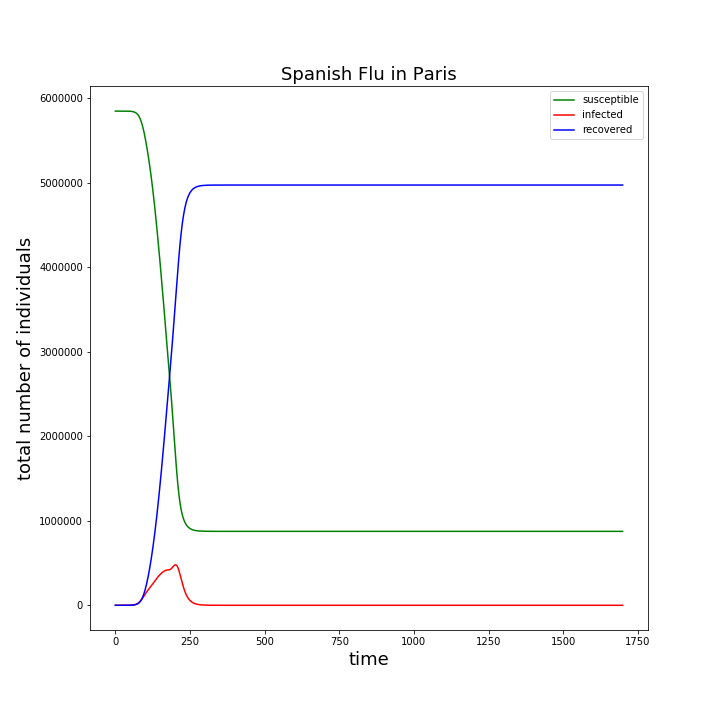 Spanish Flu in Paris
susceptible
infected
recovered
total number of individuals
6000000
5000000
4000000
3000000
2000000
1000000
0
0 250 500 750 1000 1250 1500 1750
time